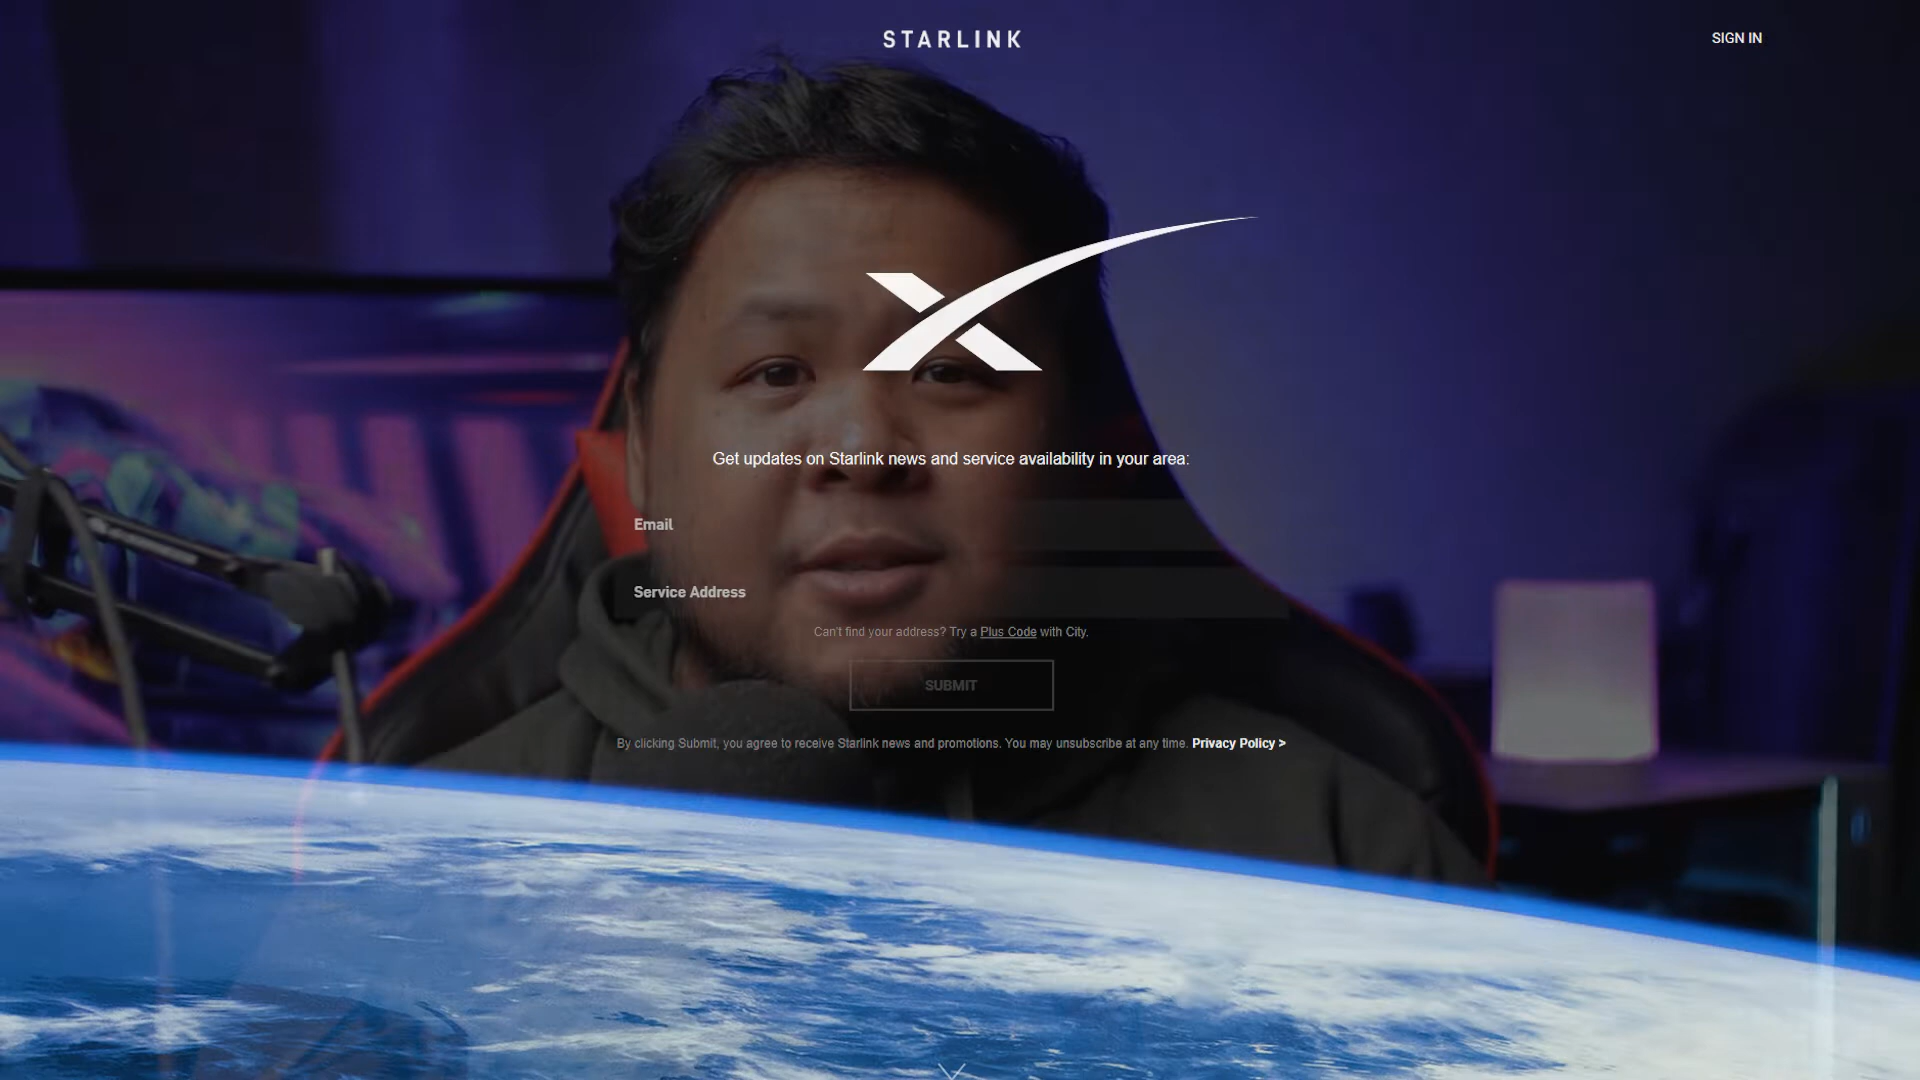 STARLINK
SIGN IN
Get updates on Starlink news and service availability in your area:
Email
Service Address
Can't find your address? Try a Plus Code with City.
SUBMIT
By clicking Submit, you agree to receive Starlink news and promotions. You may unsubscribe at any time. Privacy Policy >